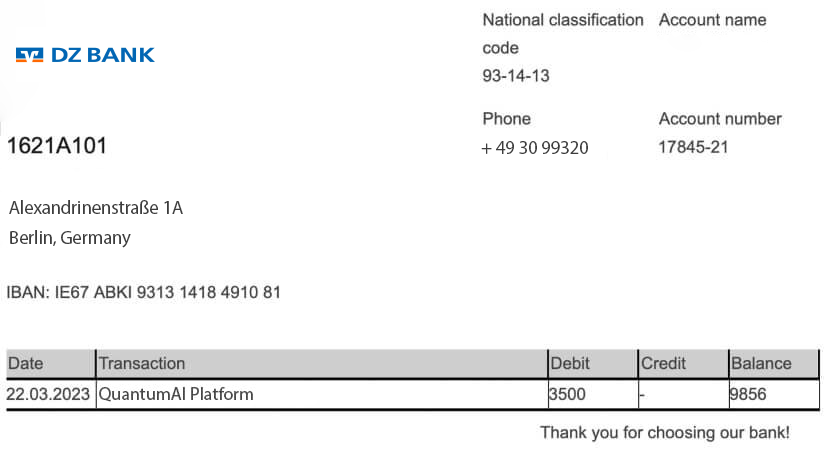 DZ BANK
National classification code
93-14-13
Account name
Phone
+ 49 30 99320
Account number
17845-21
1621A101
Alexandrinenstraße 1A
Berlin, Germany
IBAN: IE67 ABKI 9313 1418 4910 81
Date Transaction Debit Credit Balance
22.03.2023 QuantumAI Platform 3500 - 9856
Thank you for choosing our bank!